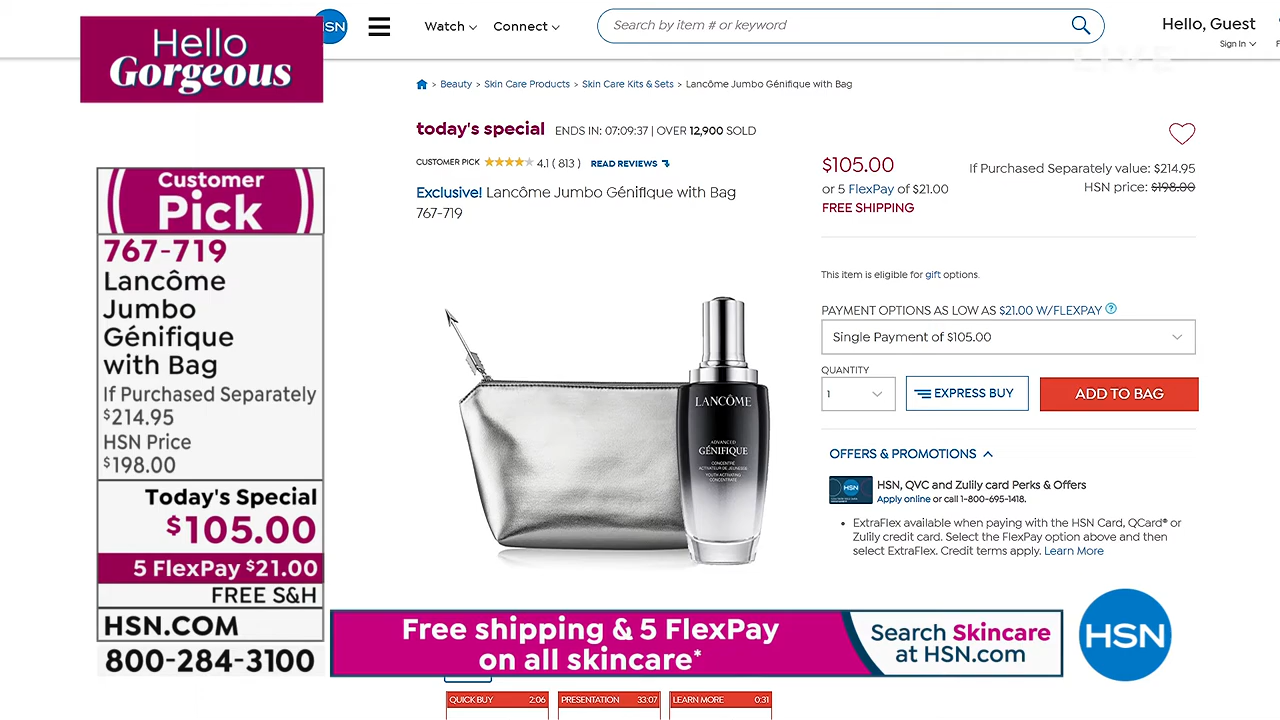 Hello
Gorgeous
HSN
Watch
Connect
Search by item # or keyword
Hello, Guest
Sign In
LIVE
Beauty > Skin Care Products > Skin Care Kits & Sets > Lancôme Jumbo Génifique with Bag
today's special ENDS IN: 07:09:37 | OVER 12,900 SOLD
CUSTOMER PICK 4.1 ( 813 ) READ REVIEWS
Exclusive! Lancôme Jumbo Génifique with Bag
767-719
$105.00
or 5 FlexPay of $21.00
FREE SHIPPING
If Purchased Separately value: $214.95
HSN price: $198.00
This item is eligible for gift options.
PAYMENT OPTIONS AS LOW AS $21.00 W/FLEXPAY ?
Single Payment of $105.00
QUANTITY
1
EXPRESS BUY
ADD TO BAG
OFFERS & PROMOTIONS
HSN
HSN, QVC and Zulily card Perks & Offers
Apply online or call 1-800-695-1418.
• ExtraFlex available when paying with the HSN Card, QCard® or
Zulily credit card. Select the FlexPay option above and then
select ExtraFlex. Credit terms apply. Learn More
LANCÔME
ADVANCED
GÉNIFIQUE
CONCENTRÉ
ACTIVATEUR DE JEUNESSE
YOUTH ACTIVATING
CONCENTRATE
Customer
Pick
767-719
Lancôme
Jumbo
Génifique
with Bag
If Purchased Separately
$214.95
HSN Price
$198.00
Today's Special
$105.00
5 FlexPay $21.00
FREE S&H
HSN.COM
800-284-3100
Free shipping & 5 FlexPay
on all skincare*
Search Skincare
at HSN.com
HSN
QUICK BUY 2:06
PRESENTATION 33:07
LEARN MORE 0:31